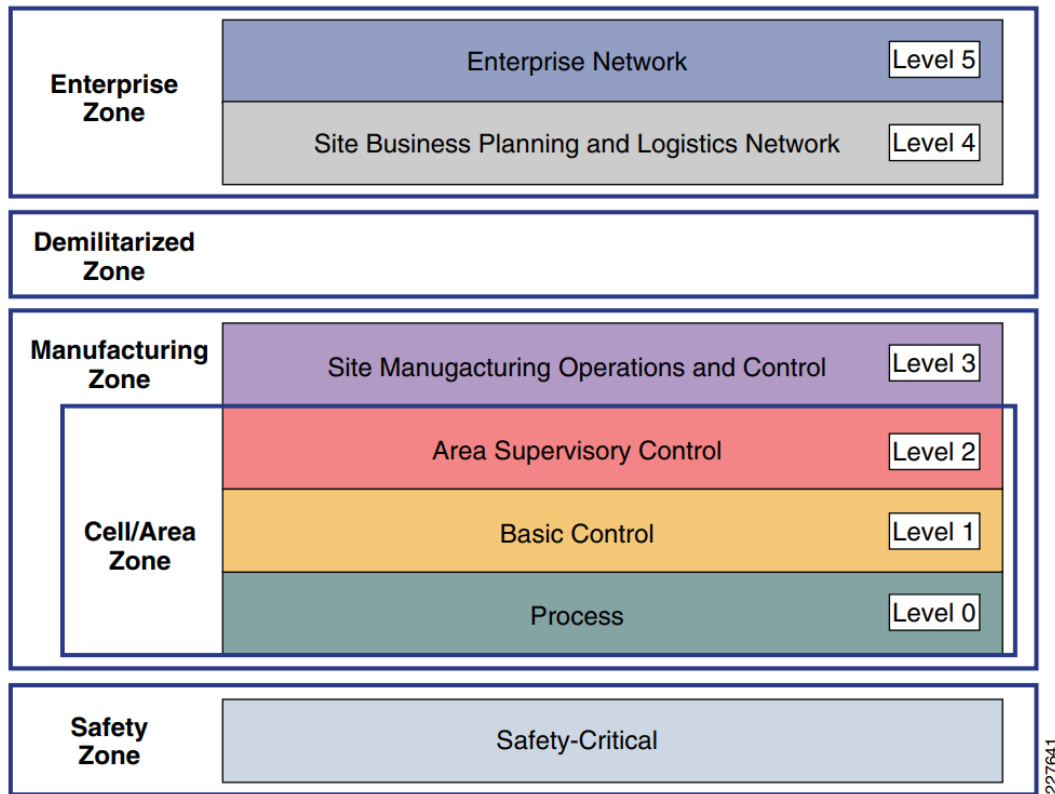 Enterprise
Zone
Enterprise Network
Level 5
Site Business Planning and Logistics Network
Level 4
Demilitarized
Zone
Manufacturing
Zone
Site Manugacturing Operations and Control
Level 3
Cell/Area
Zone
Area Supervisory Control
Level 2
Basic Control
Level 1
Process
Level 0
Safety
Zone
Safety-Critical
227641